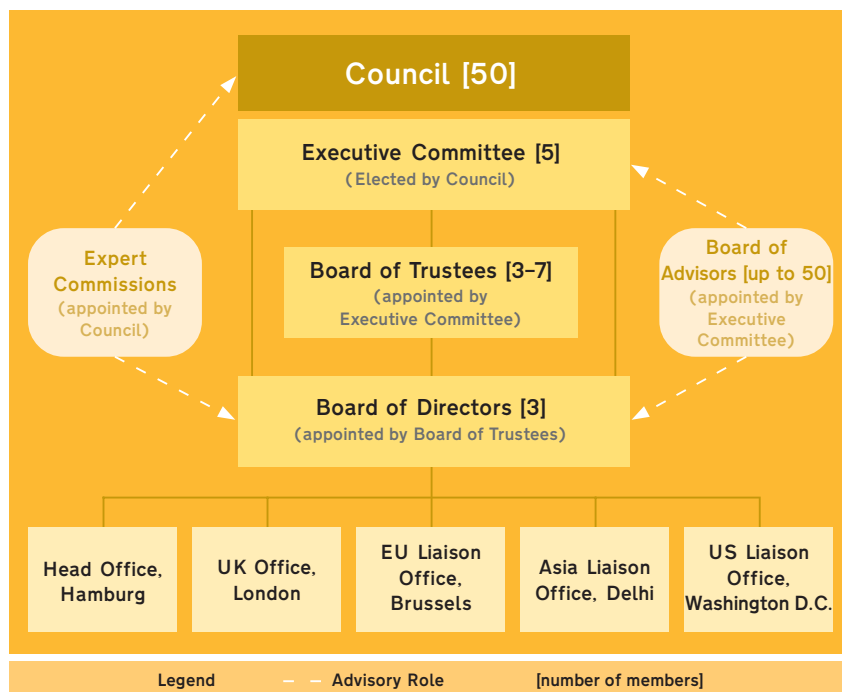 Council [50]
Executive Committee [5]
(Elected by Council)
Expert
Commissions
(appointed by
Council)
Board of Trustees [3–7]
(appointed by
Executive Committee)
Board of
Advisors [up to 50]
(appointed by
Executive
Committee)
Board of Directors [3]
(appointed by Board of Trustees)
Head Office,
Hamburg
UK Office,
London
EU Liaison
Office,
Brussels
Asia Liaison
Office, Delhi
US Liaison
Office,
Washington D.C.
Legend Advisory Role [number of members]